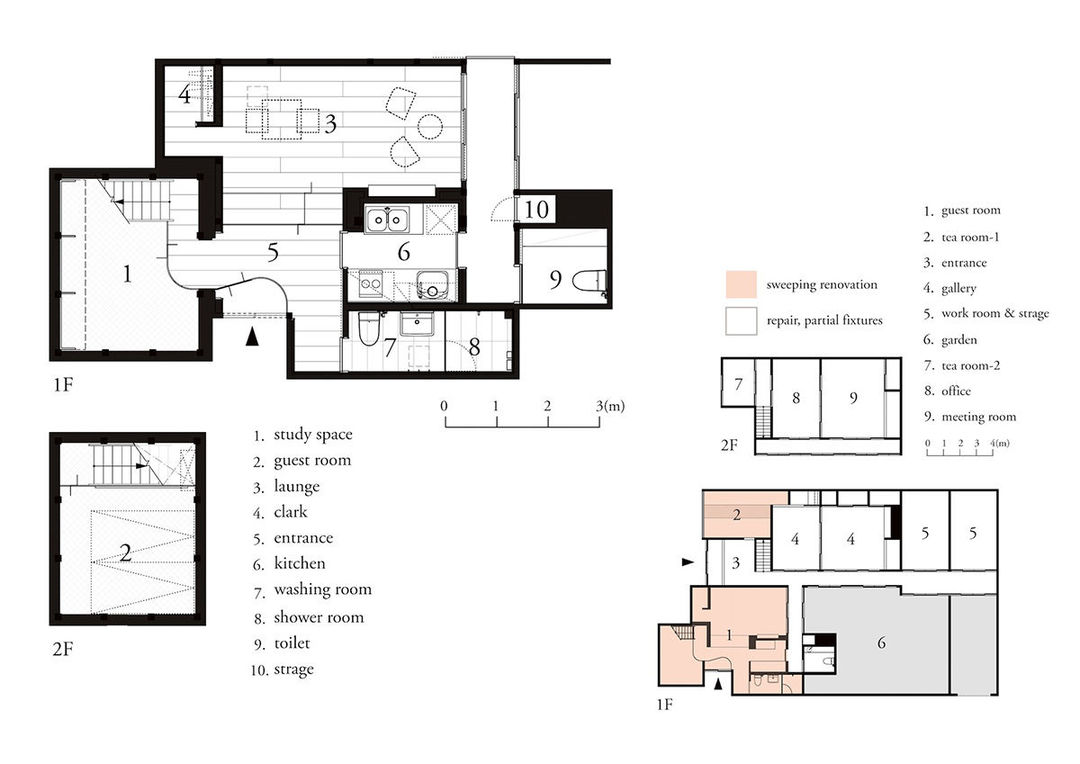 4
3
10
5
6
1
9
7
8
1F
0 1 2 3(m)
2
2F
1. study space
2. guest room
3. launge
4. clark
5. entrance
6. kitchen
7. washing room
8. shower room
9. toilet
10. strage
sweeping renovation
repair, partial fixtures
1. guest room
2. tea room-1
3. entrance
4. gallery
5. work room & strage
6. garden
7. tea room-2
8. office
9. meeting room
0 1 2 3 4(m)
7
8
9
2F
2
4
4
5
5
3
1
6
1F